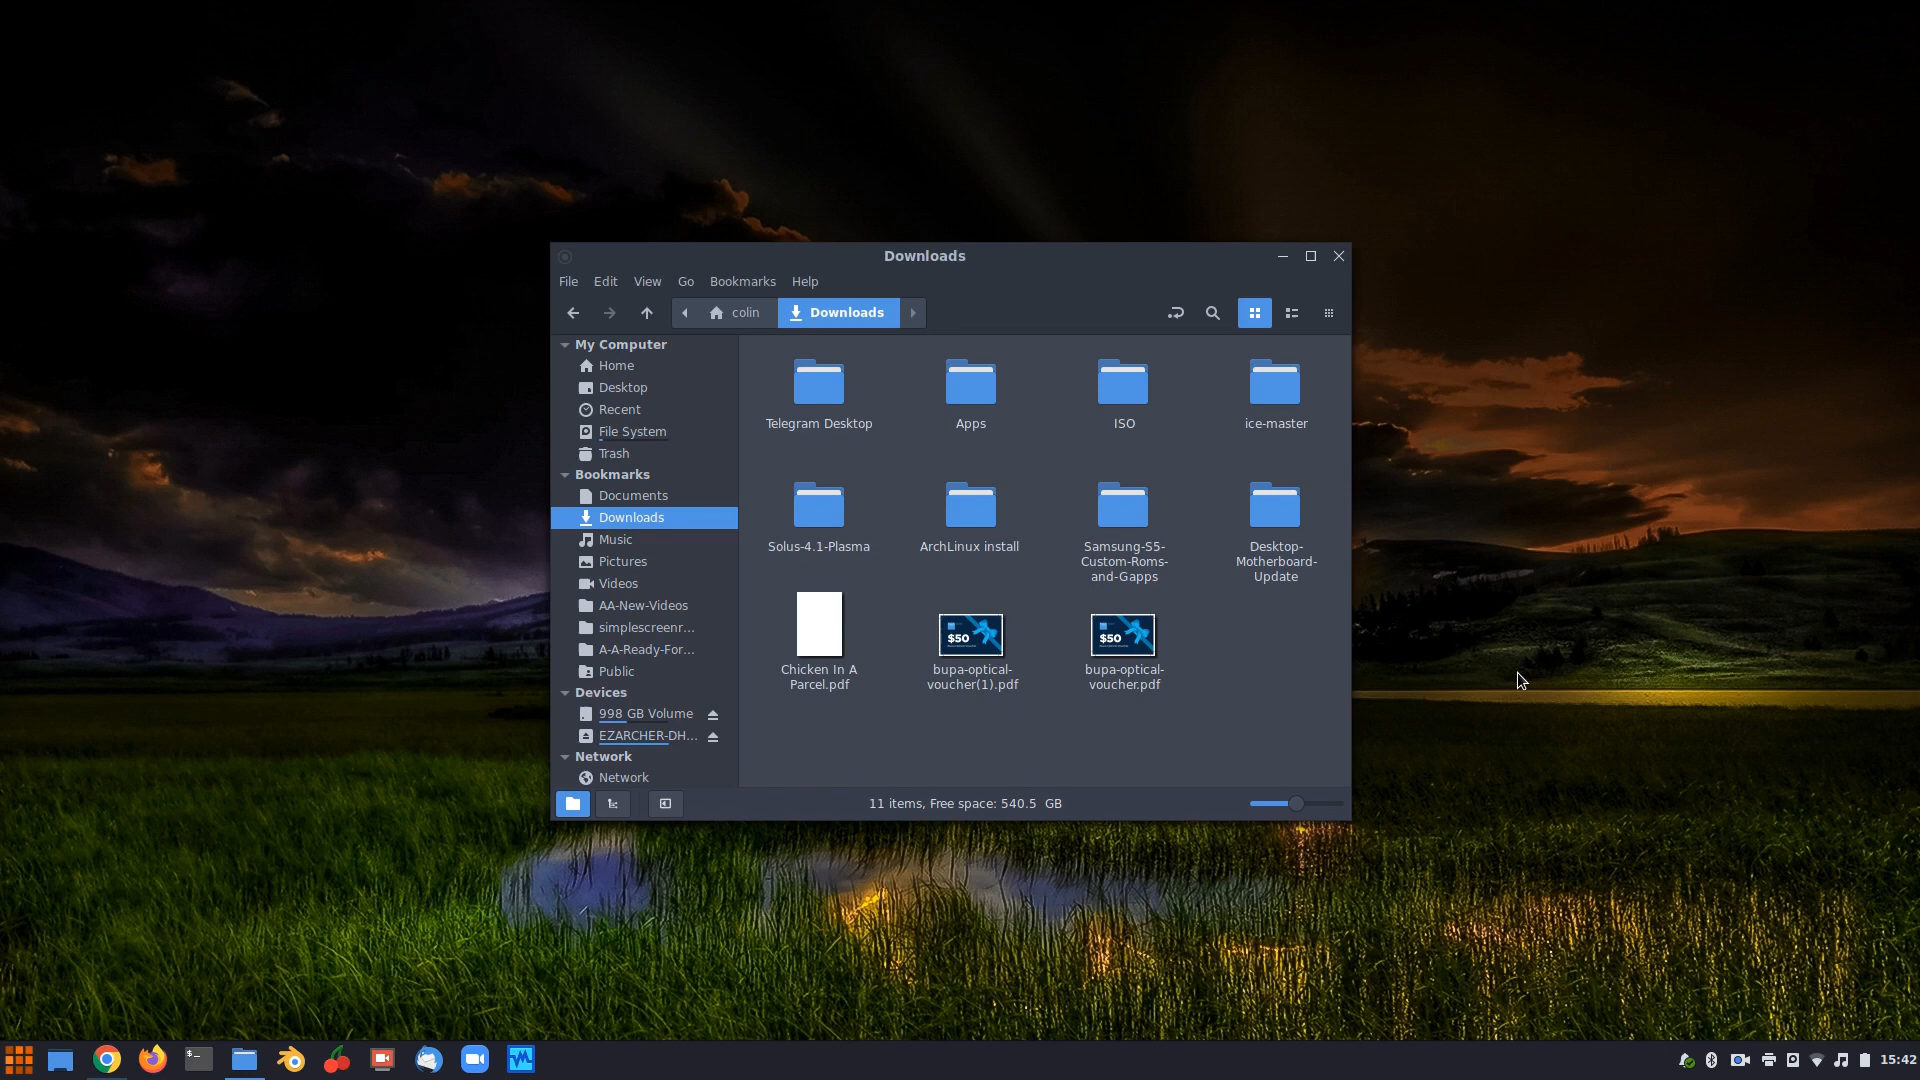 Downloads
File Edit View Go Bookmarks Help
colin Downloads
My Computer
Home
Desktop
Recent
File System
Trash
Bookmarks
Documents
Downloads
Music
Pictures
Videos
AA-New-Videos
simplescreenr...
A-A-Ready-For...
Public
Devices
998 GB Volume
EZARCHER-DH...
Network
Network
Telegram Desktop
Apps
ISO
ice-master
Solus-4.1-Plasma
ArchLinux install
Samsung-S5-
Custom-Roms-
and-Gapps
Desktop-
Motherboard-
Update
Chicken In A
Parcel.pdf
$50
bupa-optical-
voucher(1).pdf
$50
bupa-optical-
voucher.pdf
11 items, Free space: 540.5 GB
$_
15:42